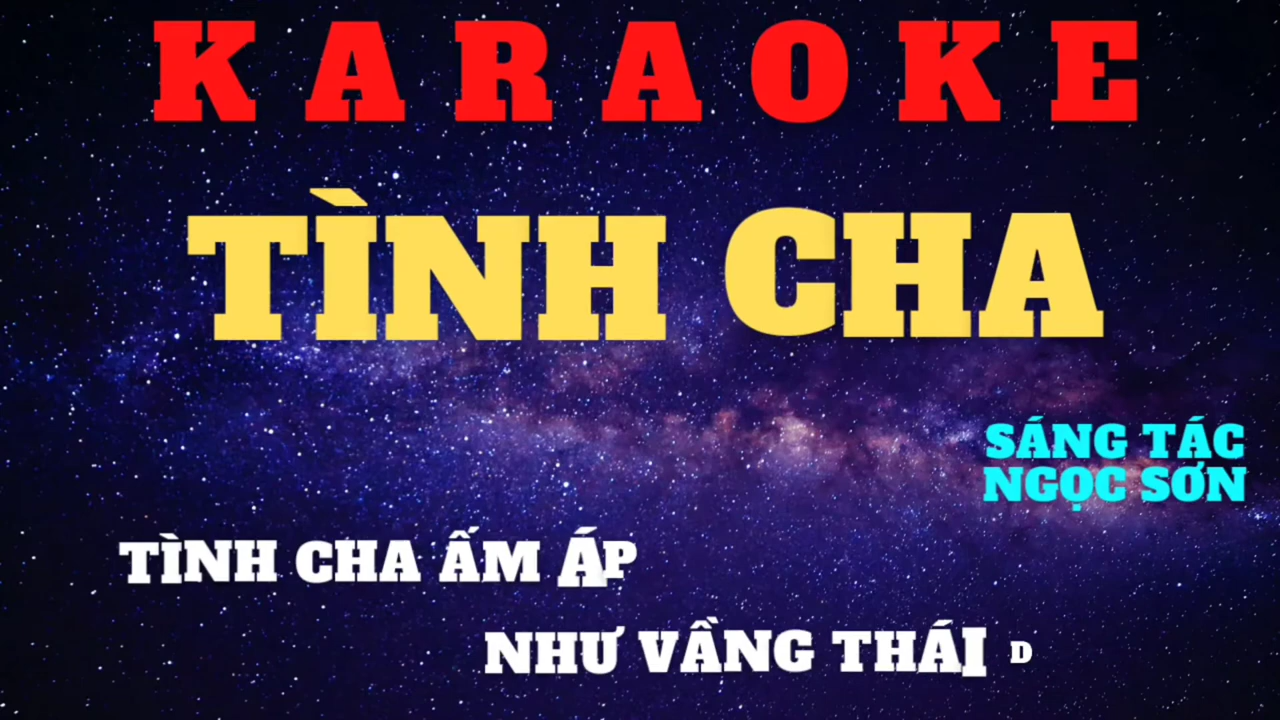 KARAOKE
TÌNH CHA
SÁNG TÁC
NGỌC SƠN
TÌNH CHA ẤM ÁP
NHƯ VẦNG THÁI D